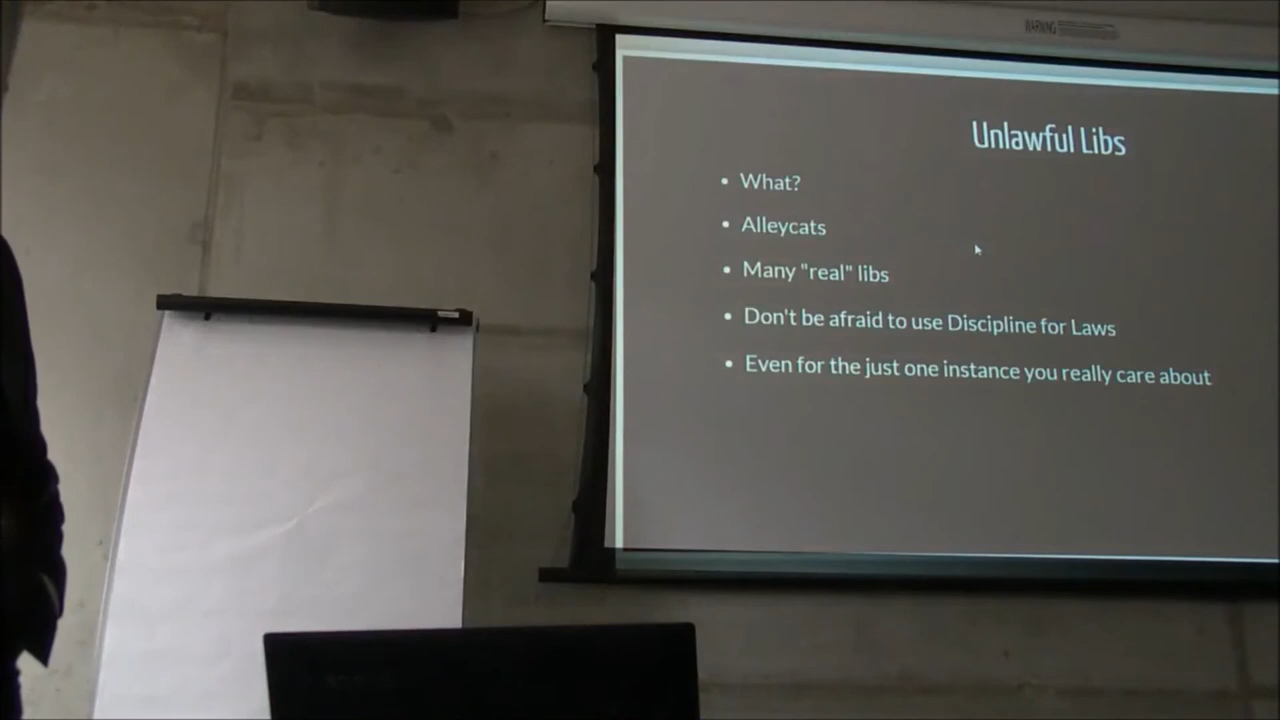 WARNING
Unlawful Libs
• What?
• Alleycats
• Many "real" libs
• Don't be afraid to use Discipline for Laws
• Even for the just one instance you really care about